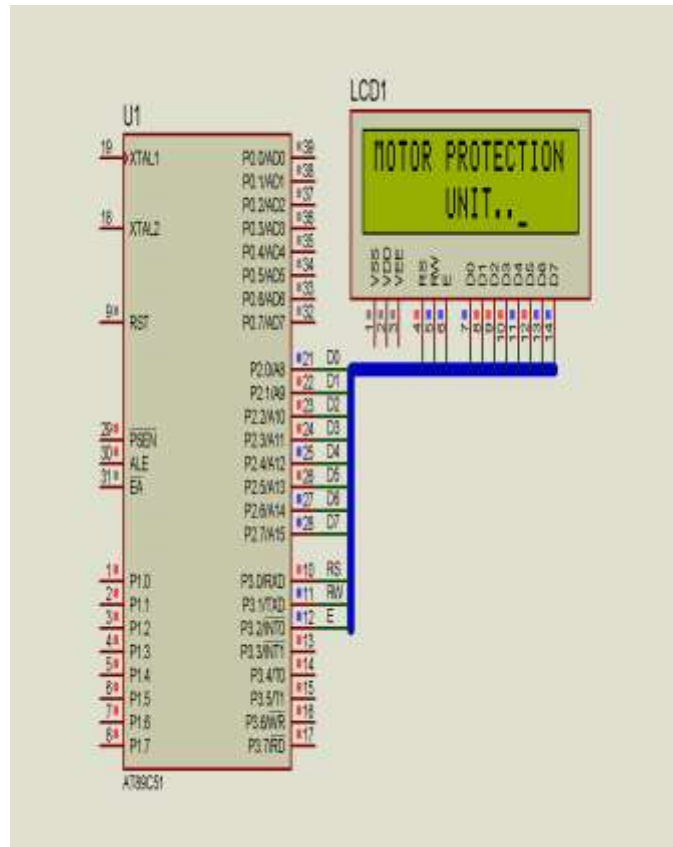 LCD1
MOTOR PROTECTION
UNIT.._
VSS VDD VEE RS RW E D0 D1 D2 D3 D4 D5 D6 D7
1 2 3 4 5 6 7 8 9 10 11 12 13 14
U1
19 XTAL1 P0.0/AD0 39
P0.1/AD1 38
P0.2/AD2 37
18 XTAL2 P0.3/AD3 36
P0.4/AD4 35
P0.5/AD5 34
P0.6/AD6 33
9 RST P0.7/AD7 32
P2.0/A8 21 D0
P2.1/A9 22 D1
P2.2/A10 23 D2
29 PSEN P2.3/A11 24 D3
30 ALE P2.4/A12 25 D4
31 EA P2.5/A13 26 D5
P2.6/A14 27 D6
P2.7/A15 28 D7
1 P1.0 P3.0/RXD 10 RS
2 P1.1 P3.1/TXD 11 RW
3 P1.2 P3.2/INT0 12 E
4 P1.3 P3.3/INT1 13
5 P1.4 P3.4/T0 14
6 P1.5 P3.5/T1 15
7 P1.6 P3.6/WR 16
8 P1.7 P3.7/RD 17
AT89C51